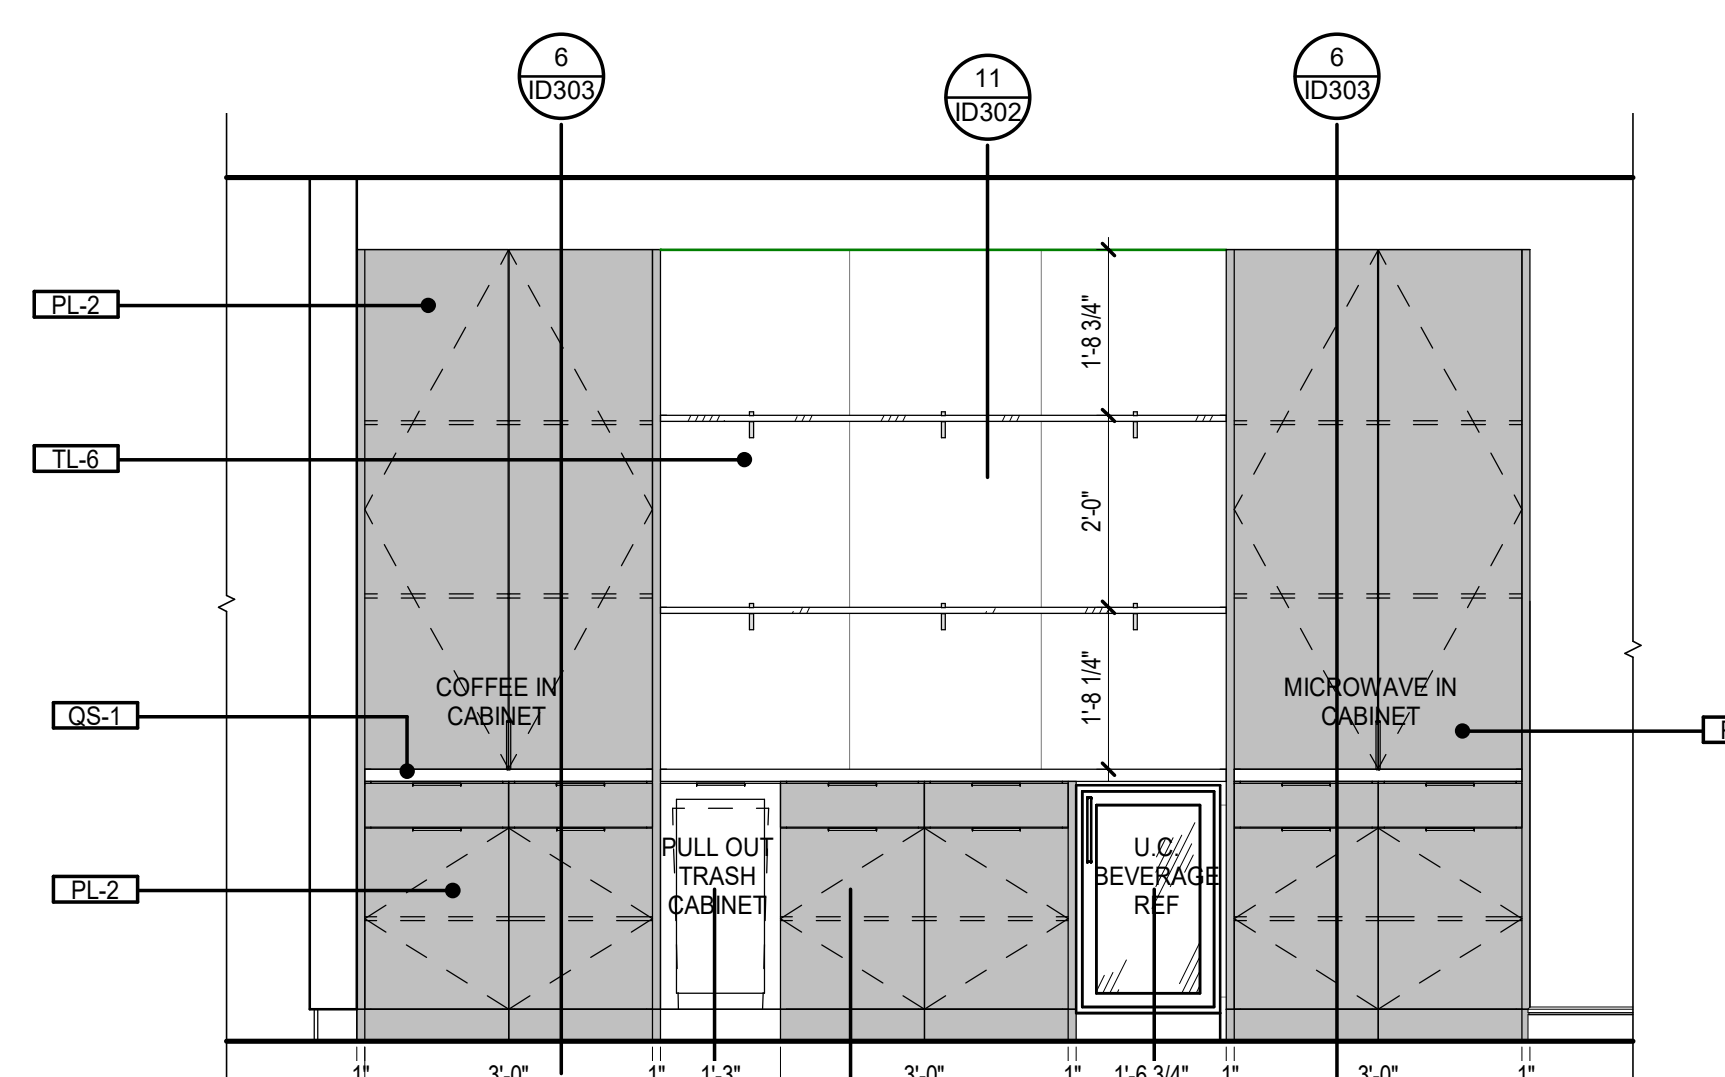 6
ID303
11
ID302
6
ID303
PL-2
1'-8 3/4"
TL-6
2'-0"
COFFEE IN
CABINET
1'-8 1/4"
MICROWAVE IN
CABINET
QS-1
PULL OUT
TRASH
CABINET
U.C.
BEVERAGE
REF
PL-2
1"
3'-0"
1"
1'-3"
3'-0"
1"
1'-6 3/4"
1"
3'-0"
1"